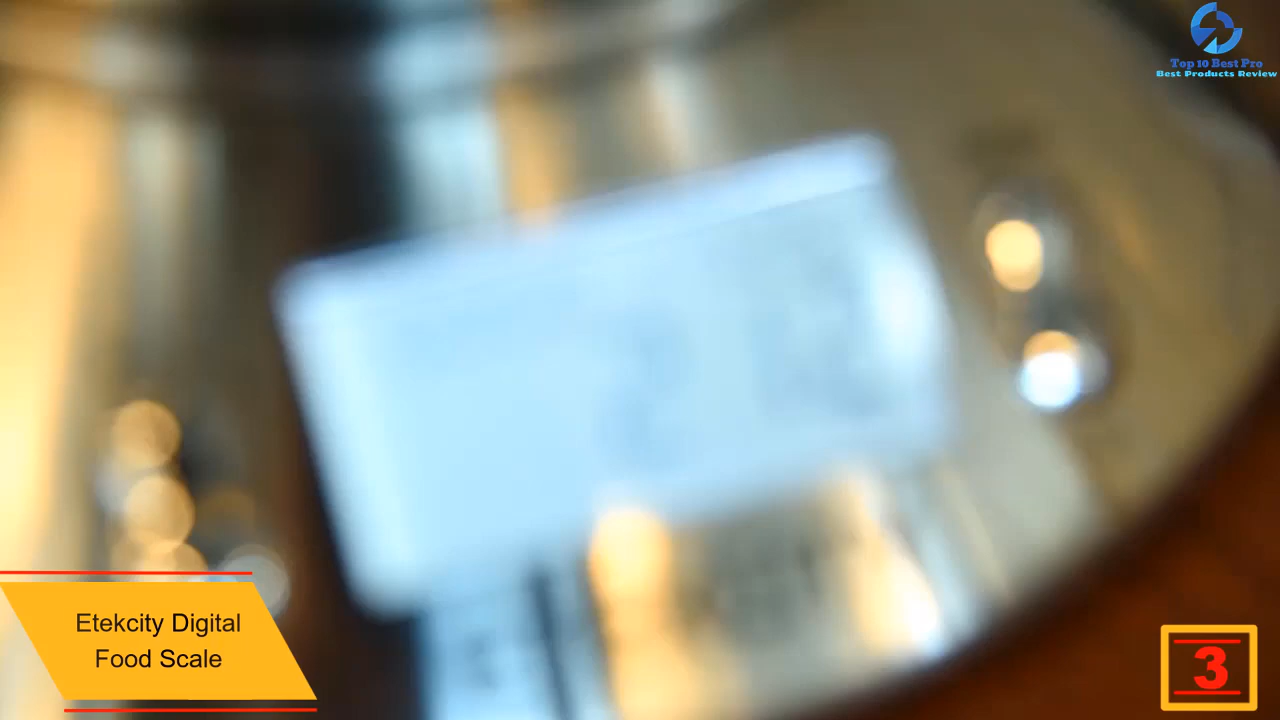 Top 10 Best Pro
Best Products Review
Etekcity Digital
Food Scale
3